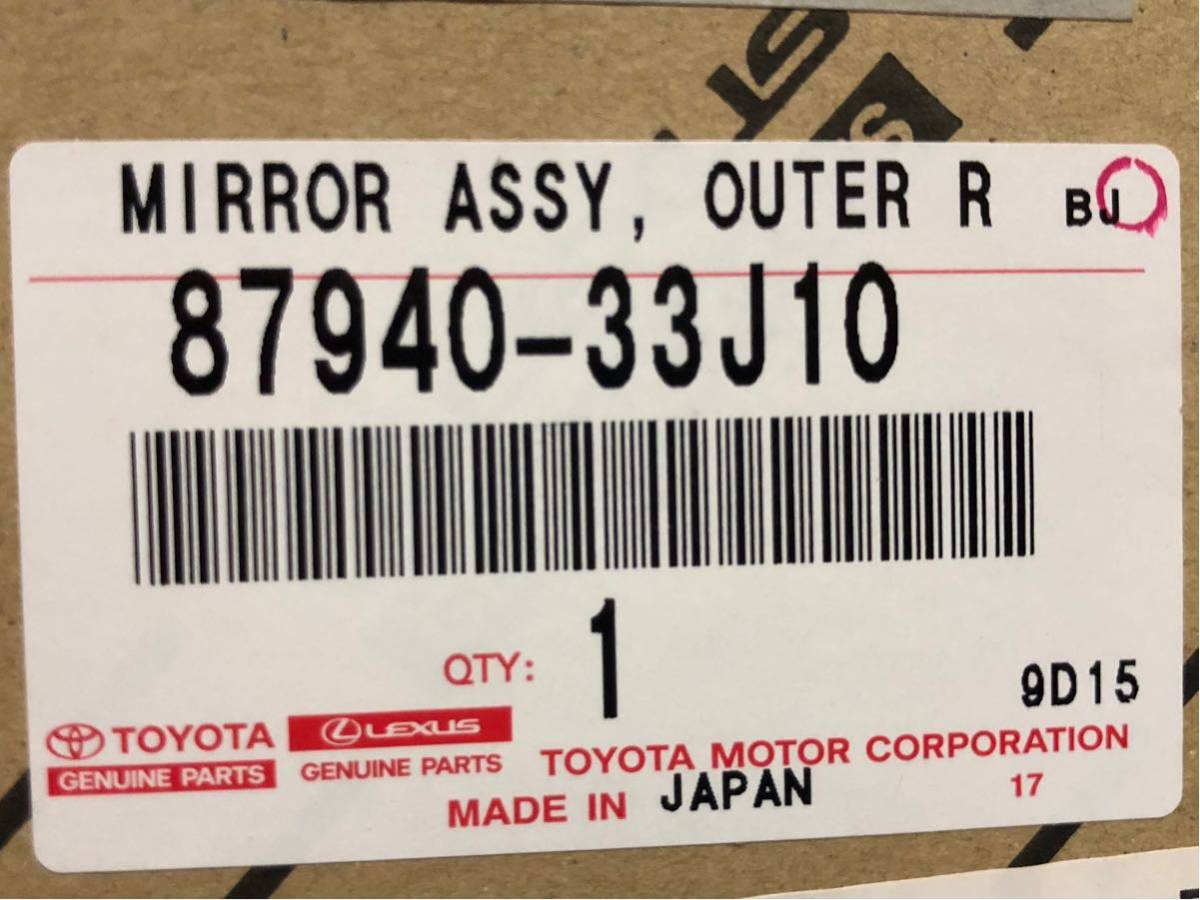 MIRROR ASSY, OUTER R BJ
87940-33J10
QTY: 1
9D15
TOYOTA
GENUINE PARTS
LEXUS
GENUINE PARTS
TOYOTA MOTOR CORPORATION
MADE IN JAPAN
17